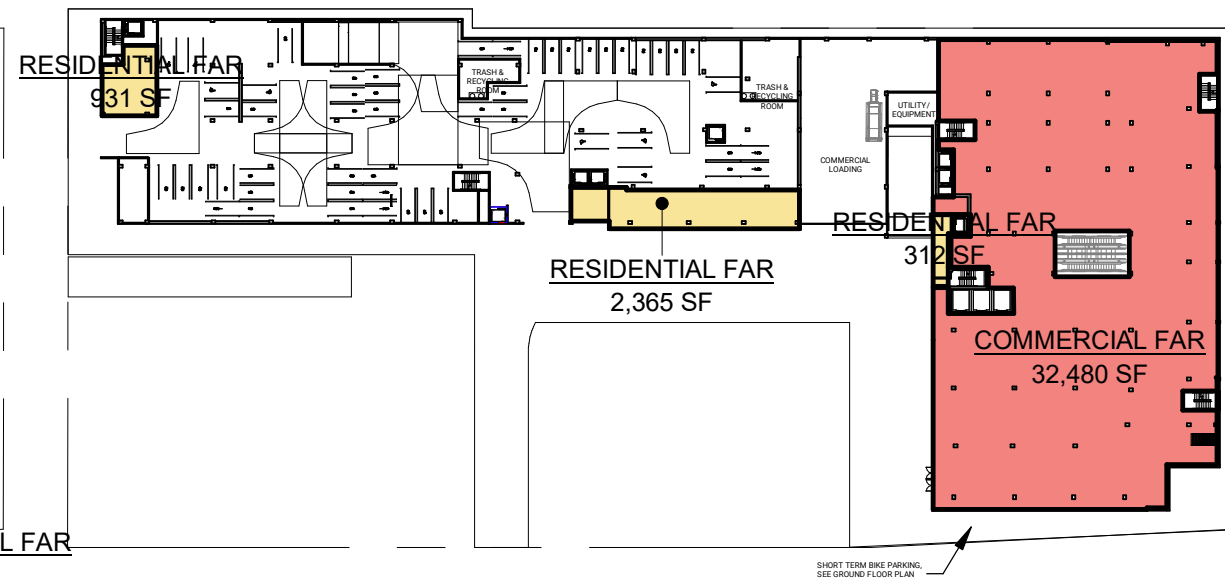 RESIDENTIAL FAR
931 SF
TRASH &
RECYCLING
ROOM
TRASH &
RECYCLING
ROOM
UTILITY/
EQUIPMENT
COMMERCIAL
LOADING
RESIDENTIAL FAR
312 SF
RESIDENTIAL FAR
2,365 SF
COMMERCIAL FAR
32,480 SF
L FAR
SHORT TERM BIKE PARKING,
SEE GROUND FLOOR PLAN